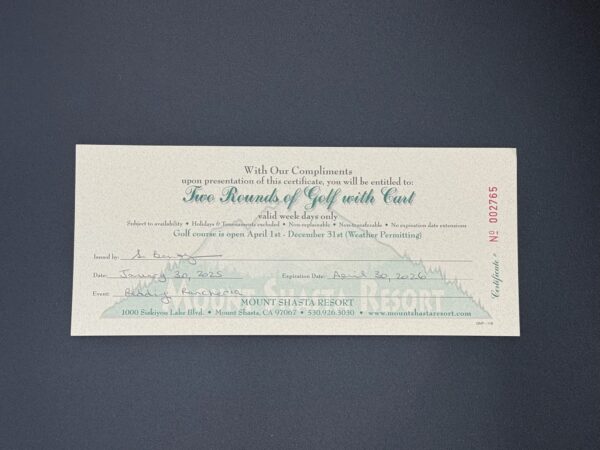 With Our Compliments
upon presentation of this certificate, you will be entitled to:
Two Rounds of Golf with Cart
valid week days only
Subject to availability • Holidays & Tournaments excluded • Non-replaceable • Non-transferable • No expiration date extensions
Golf course is open April 1st - December 31st (Weather Permitting)
Issued by:
Date: January 30, 2025 Expiration Date: April 30, 2026
Event: Redding Rancheria
MOUNT SHASTA RESORT
MOUNT SHASTA RESORT
1000 Siskiyou Lake Blvd. • Mount Shasta, CA 97067 • 530.926.3030 • www.mountshastaresort.com
Certificate # Nº 002765